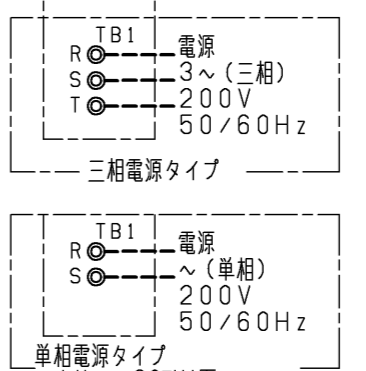 TB1
R 電源
S 3~(三相)
T 200V
50/60Hz
三相電源タイプ
TB1
R 電源
S ~(単相)
200V
50/60Hz
単相電源タイプ